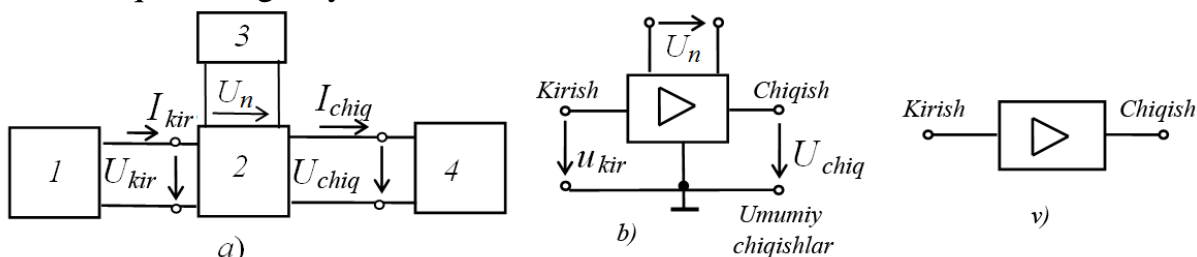 3
U_n
I_kir
I_chiq
1
U_kir
2
U_chiq
4
a)
U_n
Kirish
Chiqish
u_kir
U_chiq
b)
Umumiy
chiqishlar
Kirish
Chiqish
v)